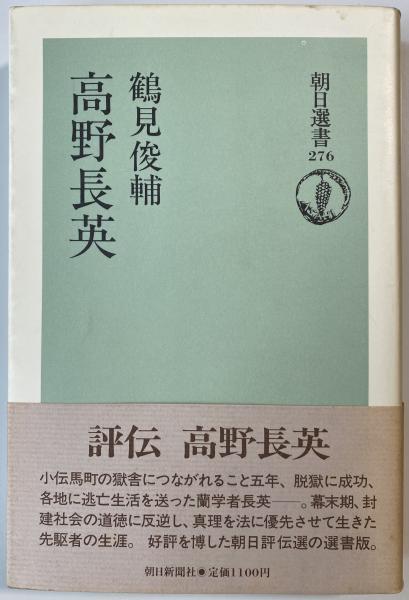 朝日選書
276
鶴見俊輔
高野長英
評伝 高野長英
小伝馬町の獄舎につながれること五年、脱獄に成功、
各地に逃亡生活を送った蘭学者長英——。幕末期、封
建社会の道徳に反逆し、真理を法に優先させて生きた
先駆者の生涯。 好評を博した朝日評伝選の選書版。
朝日新聞社●定価1100円